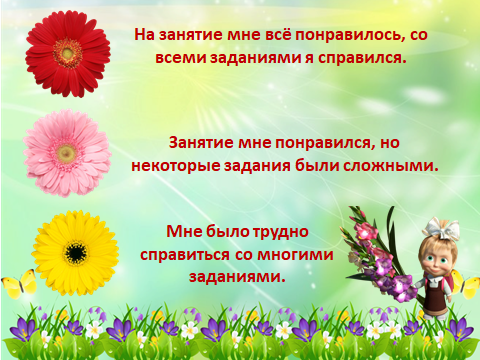 На занятие мне всё понравилось, со
всеми заданиями я справился.
Занятие мне понравился, но
некоторые задания были сложными.
Мне было трудно
справиться со многими
заданиями.